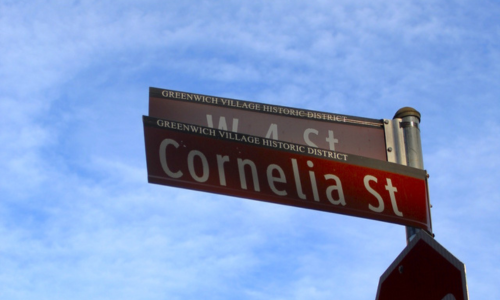 GREENWICH VILLAGE HISTORIC DISTRICT
W 4 St
GREENWICH VILLAGE HISTORIC DISTRICT
Cornelia St